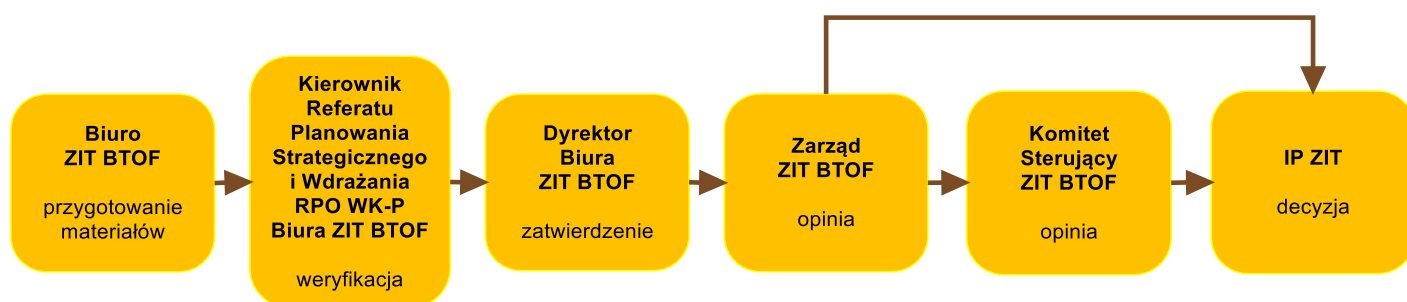 Biuro
ZIT BTOF
przygotowanie
materiałów
Kierownik
Referatu
Planowania
Strategicznego
i Wdrażania
RPO WK-P
Biura ZIT BTOF
weryfikacja
Dyrektor
Biura
ZIT BTOF
zatwierdzenie
Zarząd
ZIT BTOF
opinia
Komitet
Sterujący
ZIT BTOF
opinia
IP ZIT
decyzja